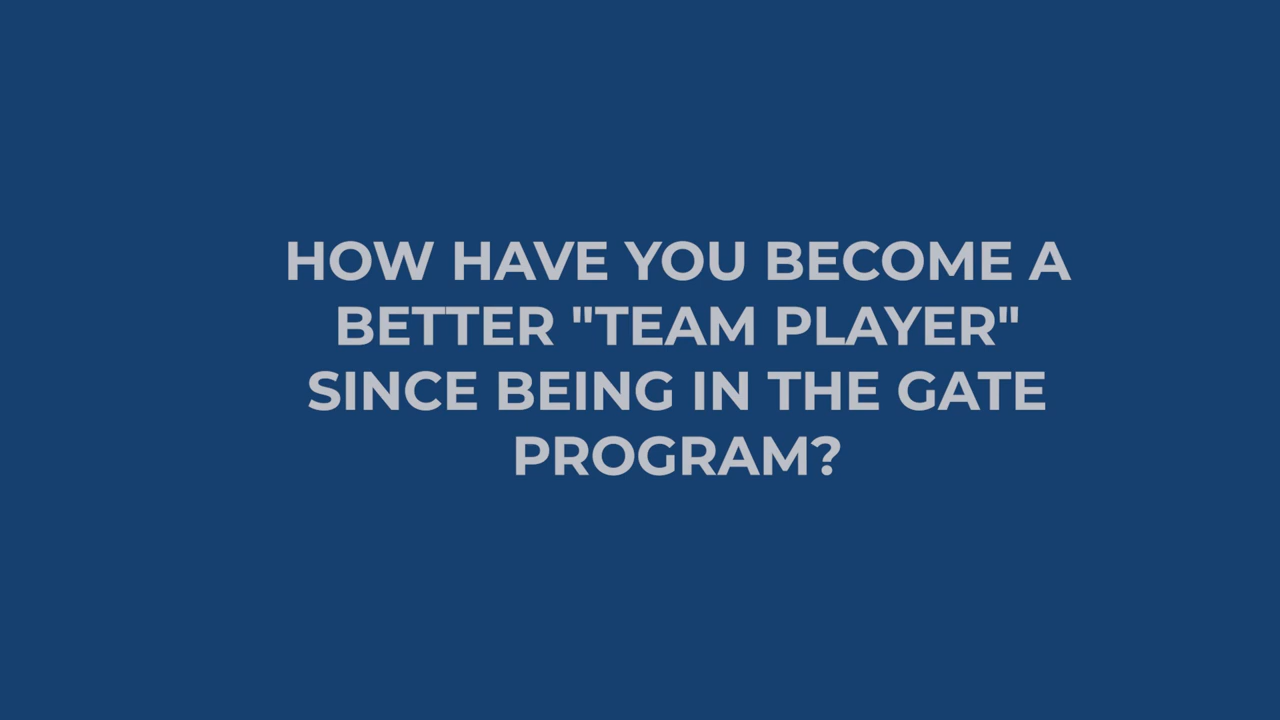 HOW HAVE YOU BECOME A
BETTER "TEAM PLAYER"
SINCE BEING IN THE GATE
PROGRAM?